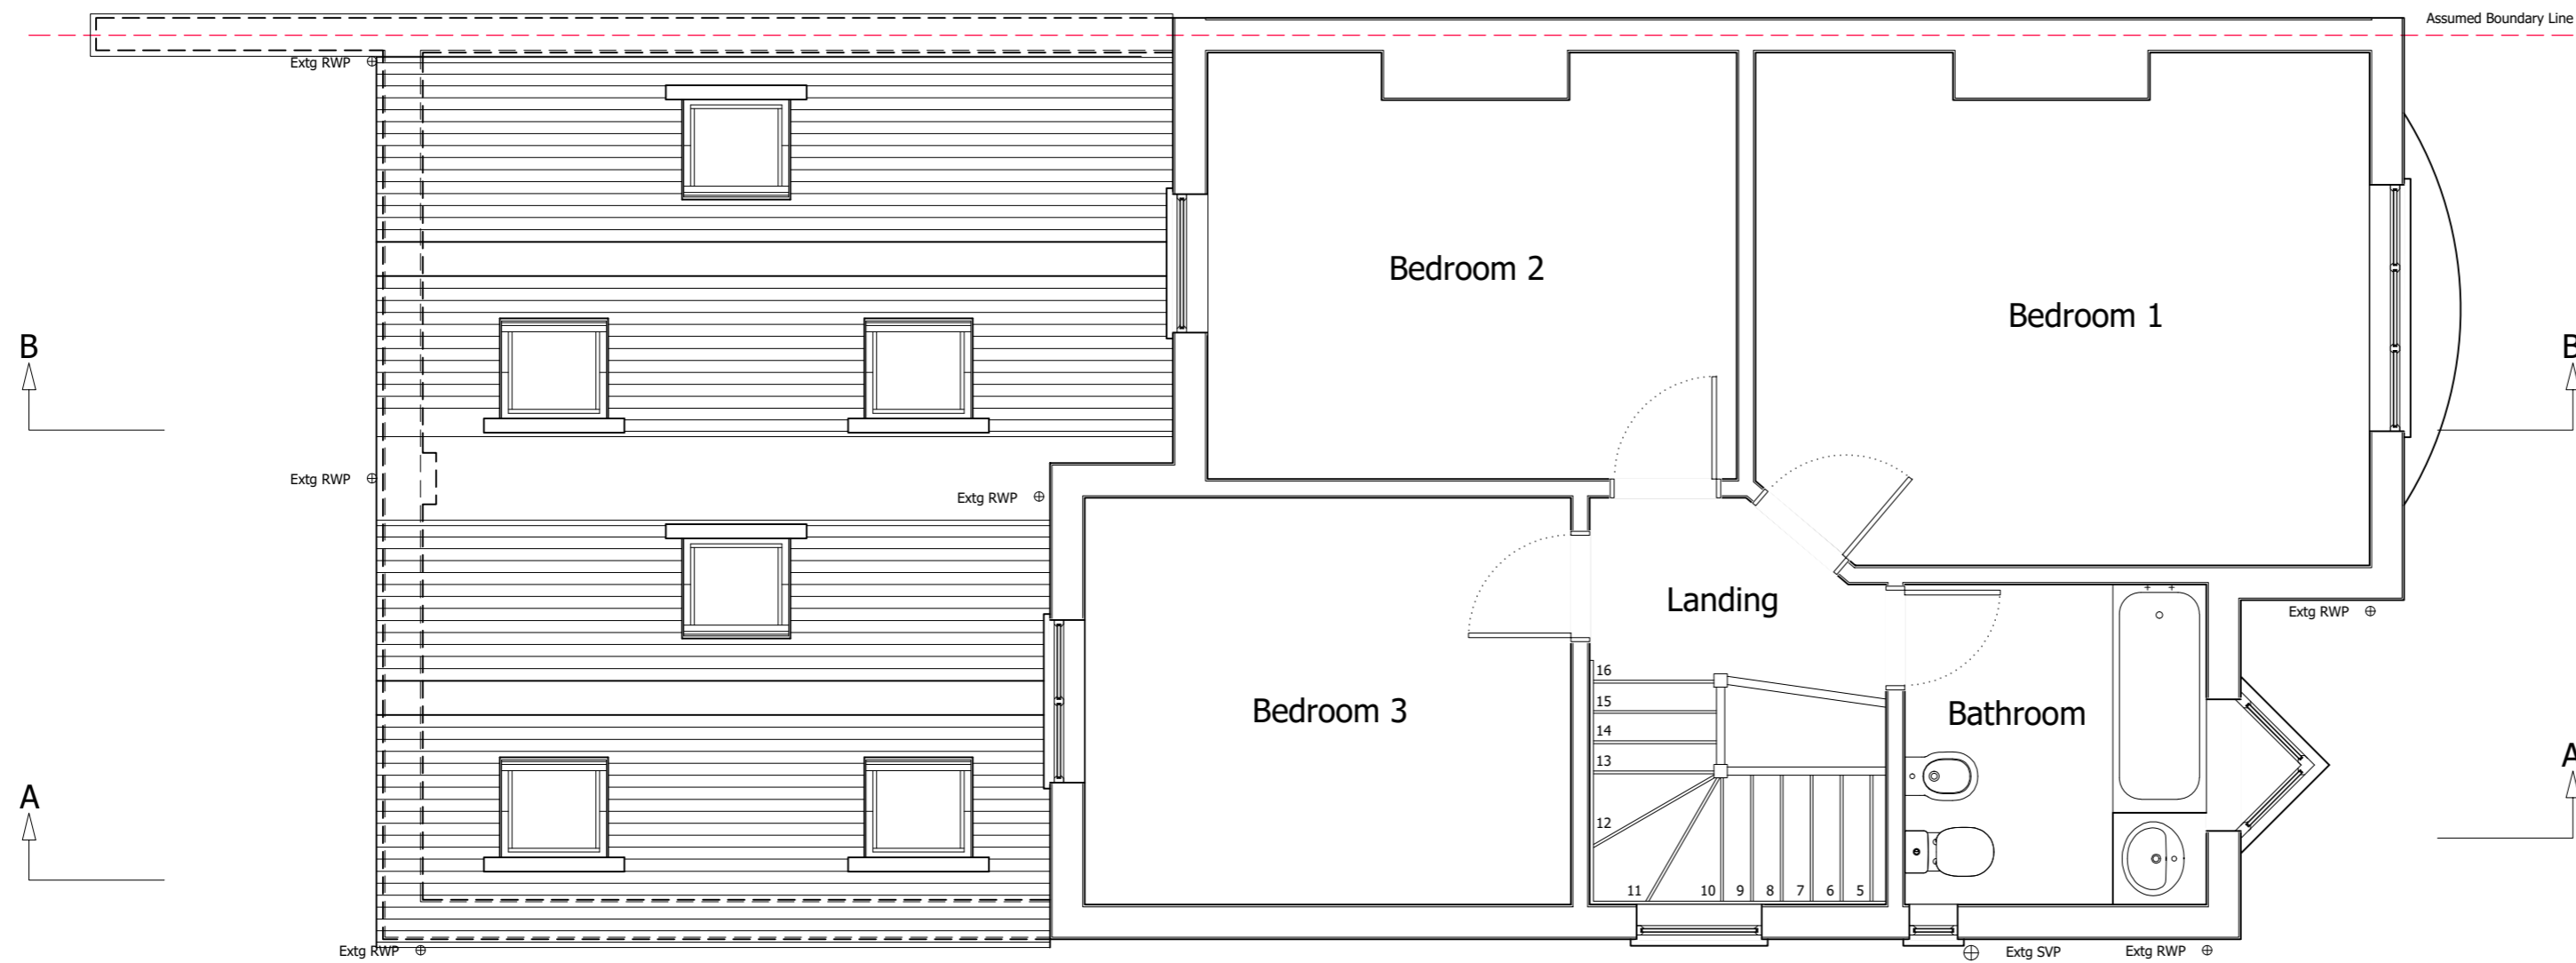 Assumed Boundary Line
Extg RWP
Bedroom 2
Bedroom 1
B
B
Extg RWP
Extg RWP
Landing
Extg RWP
16
15
14
13
12
11
10
9
8
7
6
5
Bedroom 3
Bathroom
A
A
Extg RWP
Extg SVP
Extg RWP